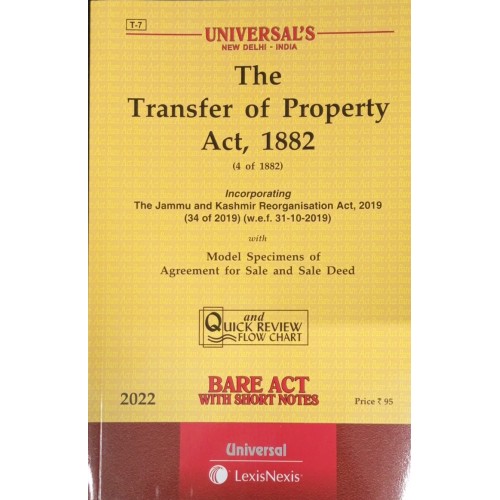 T-7
UNIVERSAL'S
NEW DELHI - INDIA
The
Transfer of Property
Act, 1882
(4 of 1882)
Incorporating
The Jammu and Kashmir Reorganisation Act, 2019
(34 of 2019) (w.e.f. 31-10-2019)
with
Model Specimens of
Agreement for Sale and Sale Deed
and
QUICK REVIEW
FLOW CHART
BARE ACT
WITH SHORT NOTES
2022
Price ₹ 95
Universal
LexisNexis®